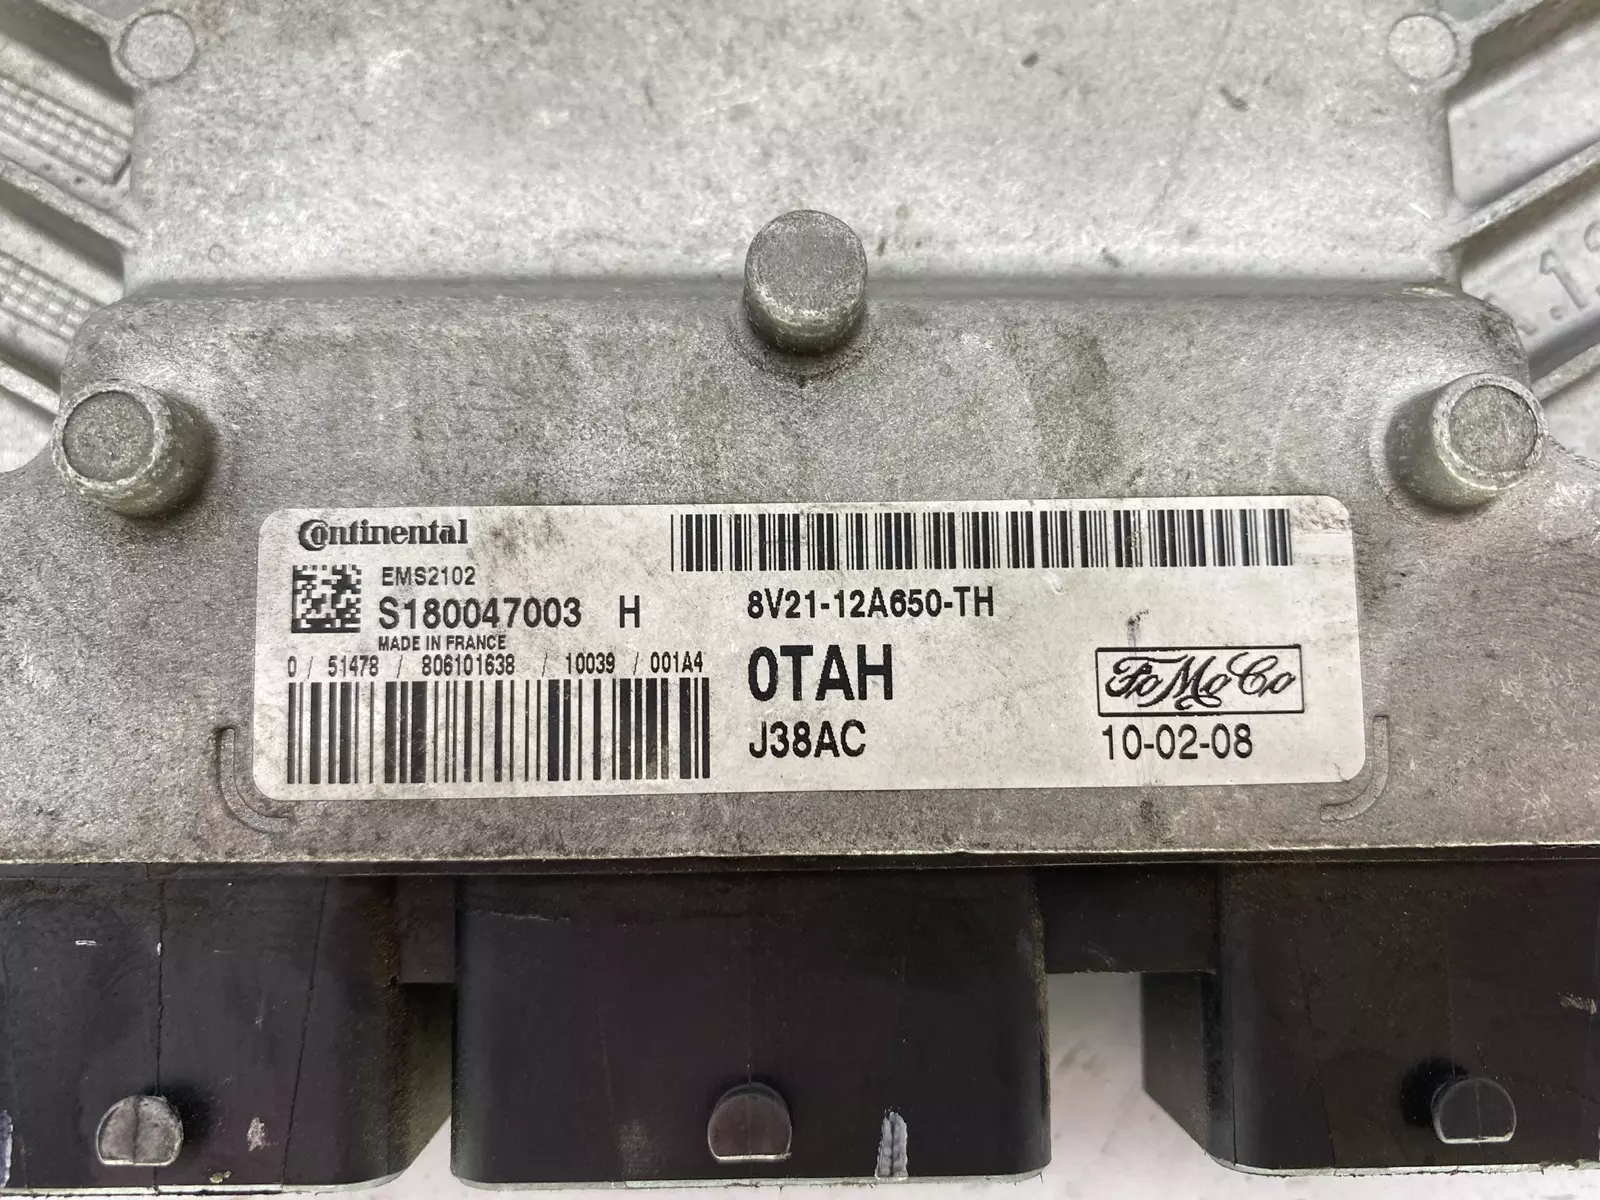 Continental
EMS2102
S180047003 H
MADE IN FRANCE
0 / 51478 / 806101638 / 10039 / 001A4
8V21-12A650-TH
0TAH
J38AC
FoMoCo
10-02-08